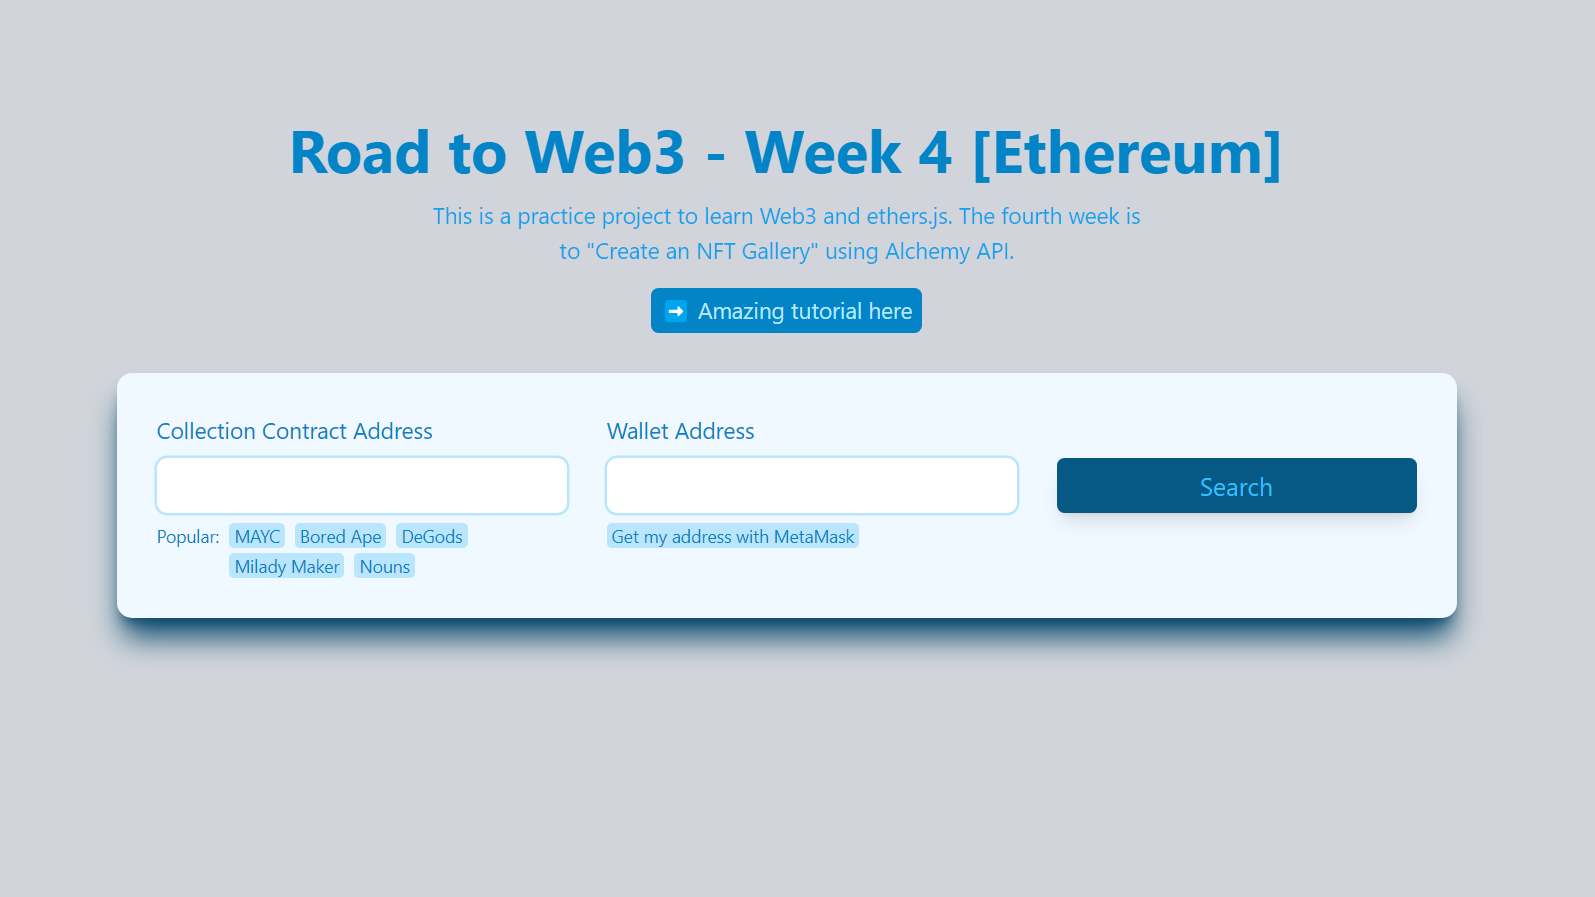 Road to Web3 - Week 4 [Ethereum]
This is a practice project to learn Web3 and ethers.js. The fourth week is
to "Create an NFT Gallery" using Alchemy API.
➡️ Amazing tutorial here
Collection Contract Address
Popular: MAYC Bored Ape DeGods
Milady Maker Nouns
Wallet Address
Get my address with MetaMask
Search